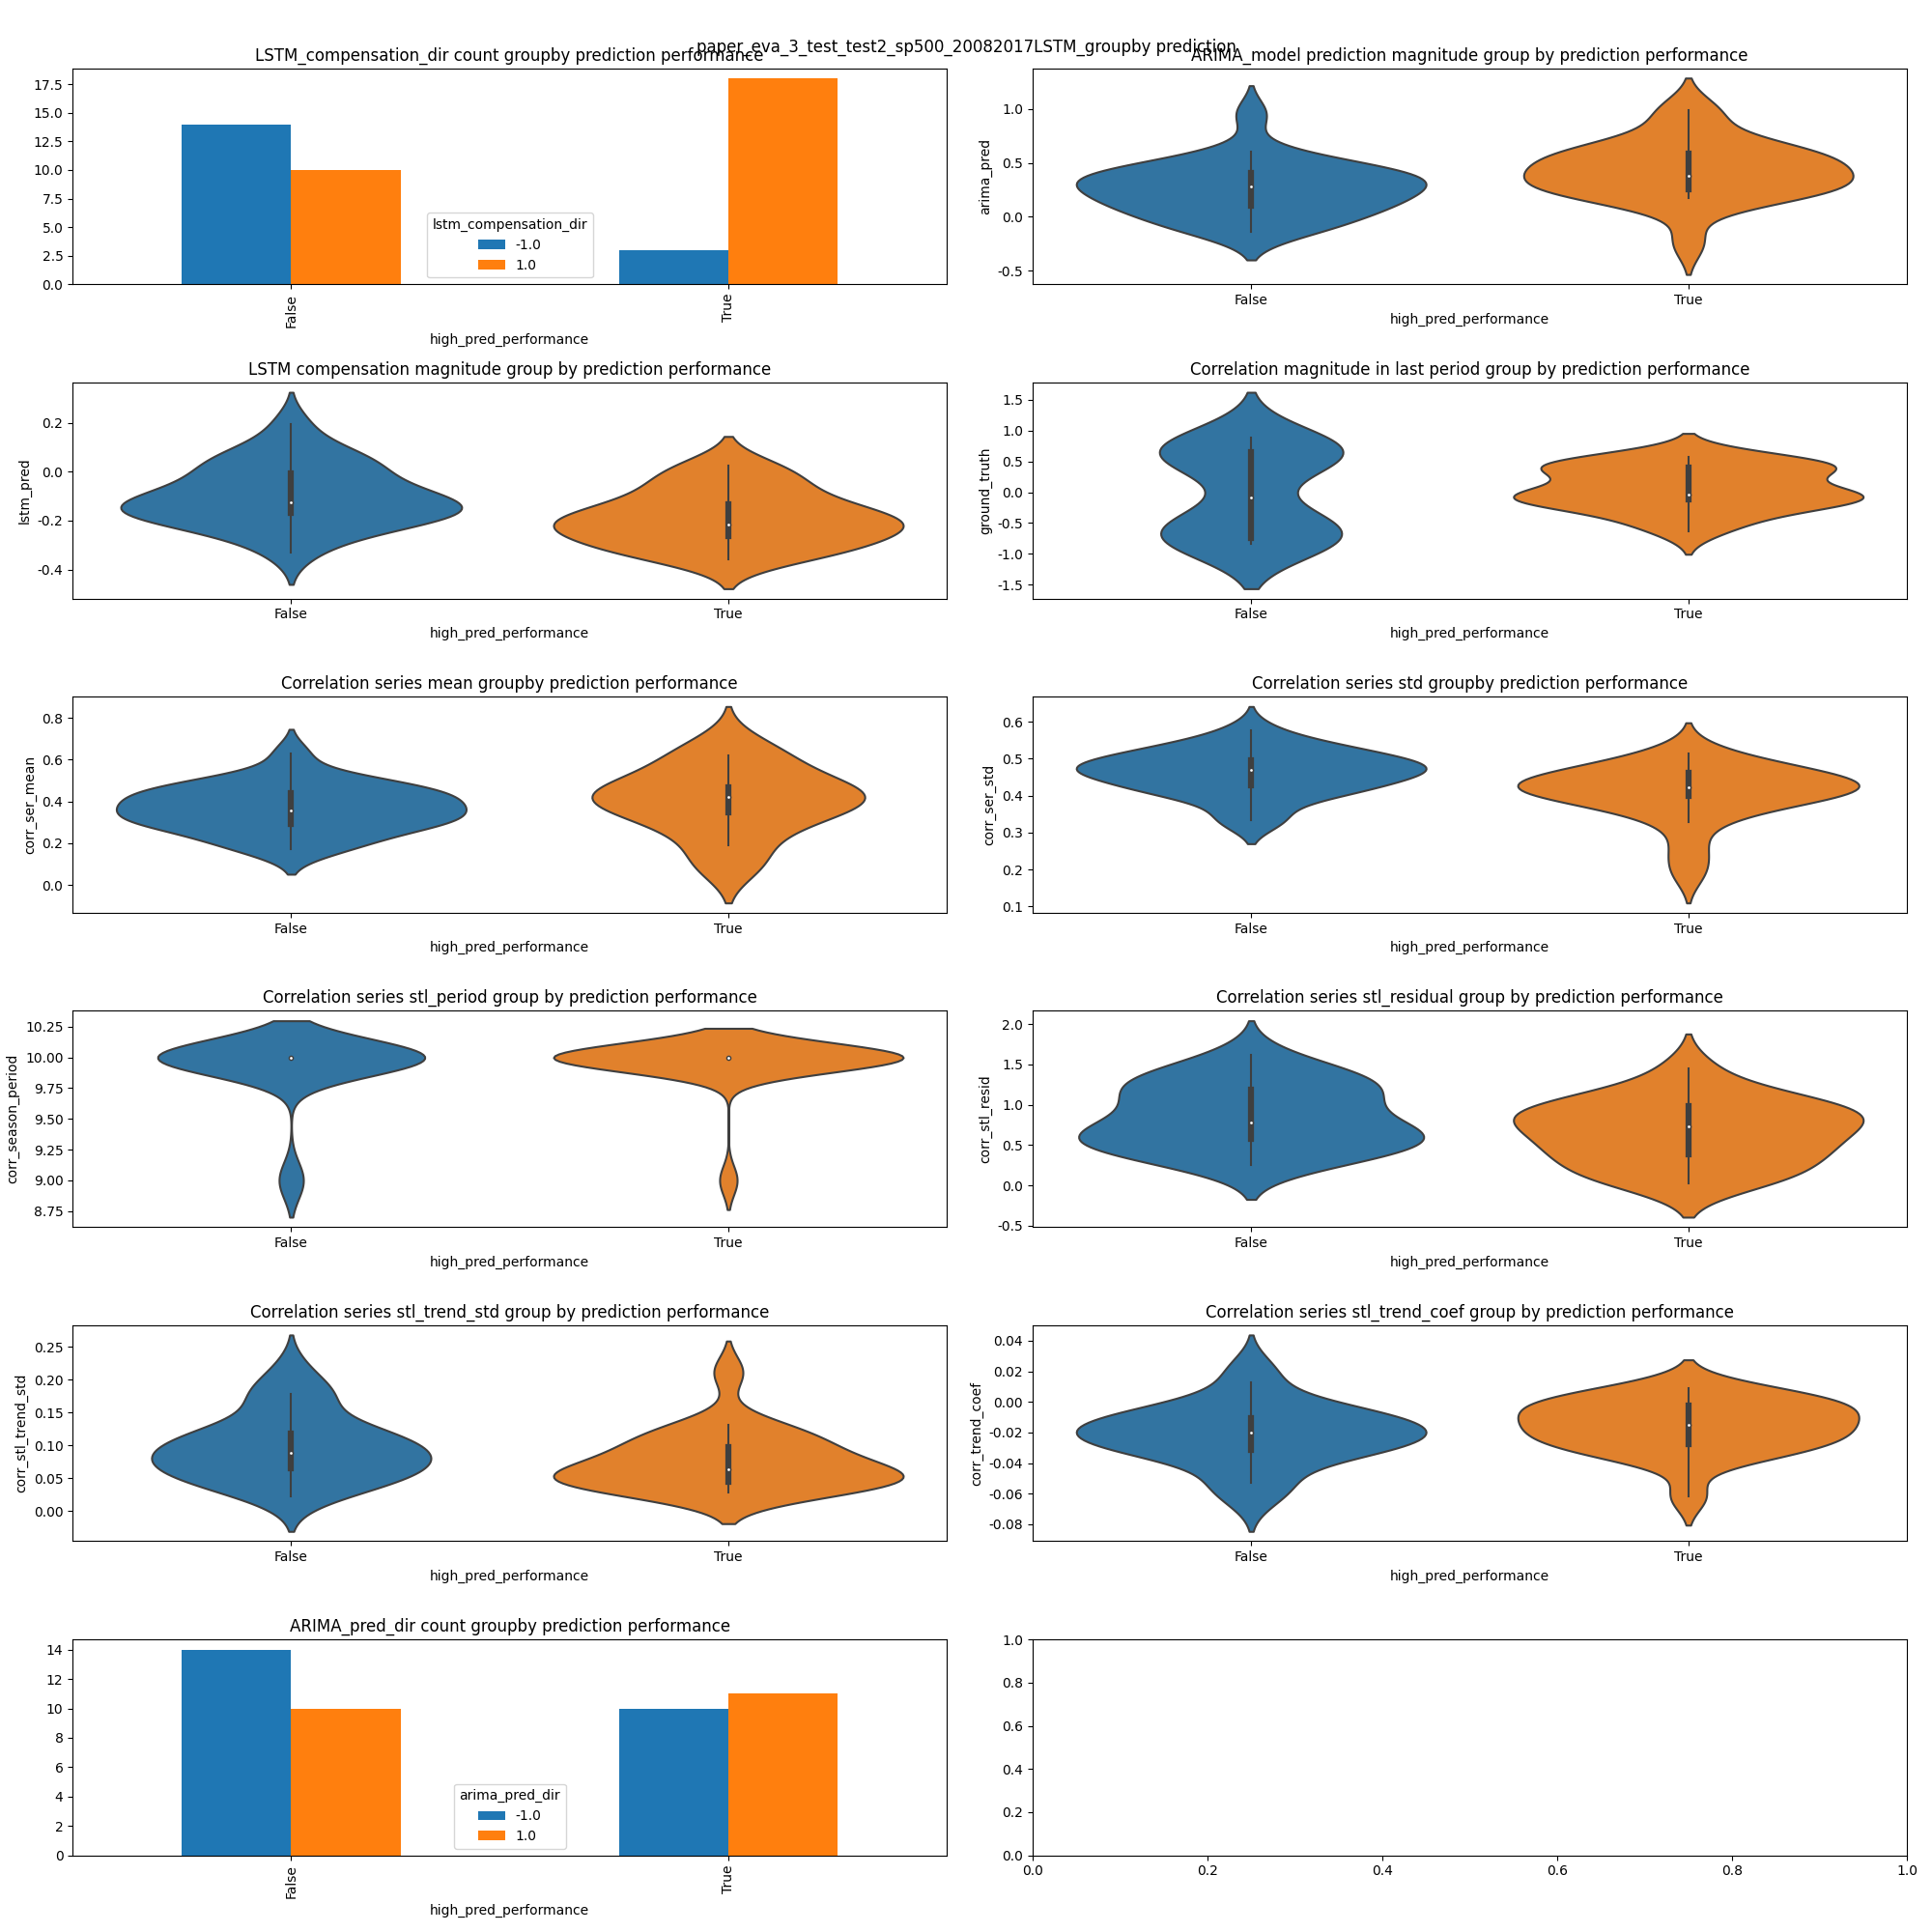 paper_eva_3_test_test2_sp500_20082017LSTM_groupby prediction
LSTM_compensation_dir count groupby prediction performance
17.5
15.0
12.5
10.0
7.5
5.0
2.5
0.0
lstm_compensation_dir
-1.0
1.0
False
True
high_pred_performance
ARIMA_model prediction magnitude group by prediction performance
arima_pred
1.0
0.5
0.0
-0.5
False
True
high_pred_performance
LSTM compensation magnitude group by prediction performance
lstm_pred
0.2
0.0
-0.2
-0.4
False
True
high_pred_performance
Correlation magnitude in last period group by prediction performance
ground_truth
1.5
1.0
0.5
0.0
-0.5
-1.0
-1.5
False
True
high_pred_performance
Correlation series mean groupby prediction performance
corr_ser_mean
0.8
0.6
0.4
0.2
0.0
False
True
high_pred_performance
Correlation series std groupby prediction performance
corr_ser_std
0.6
0.5
0.4
0.3
0.2
0.1
False
True
high_pred_performance
Correlation series stl_period group by prediction performance
corr_season_period
10.25
10.00
9.75
9.50
9.25
9.00
8.75
False
True
high_pred_performance
Correlation series stl_residual group by prediction performance
corr_stl_resid
2.0
1.5
1.0
0.5
0.0
-0.5
False
True
high_pred_performance
Correlation series stl_trend_std group by prediction performance
corr_stl_trend_std
0.25
0.20
0.15
0.10
0.05
0.00
False
True
high_pred_performance
Correlation series stl_trend_coef group by prediction performance
corr_trend_coef
0.04
0.02
0.00
-0.02
-0.04
-0.06
-0.08
False
True
high_pred_performance
ARIMA_pred_dir count groupby prediction performance
14
12
10
8
6
4
2
0
arima_pred_dir
-1.0
1.0
False
True
high_pred_performance
1.0
0.8
0.6
0.4
0.2
0.0
0.0
0.2
0.4
0.6
0.8
1.0